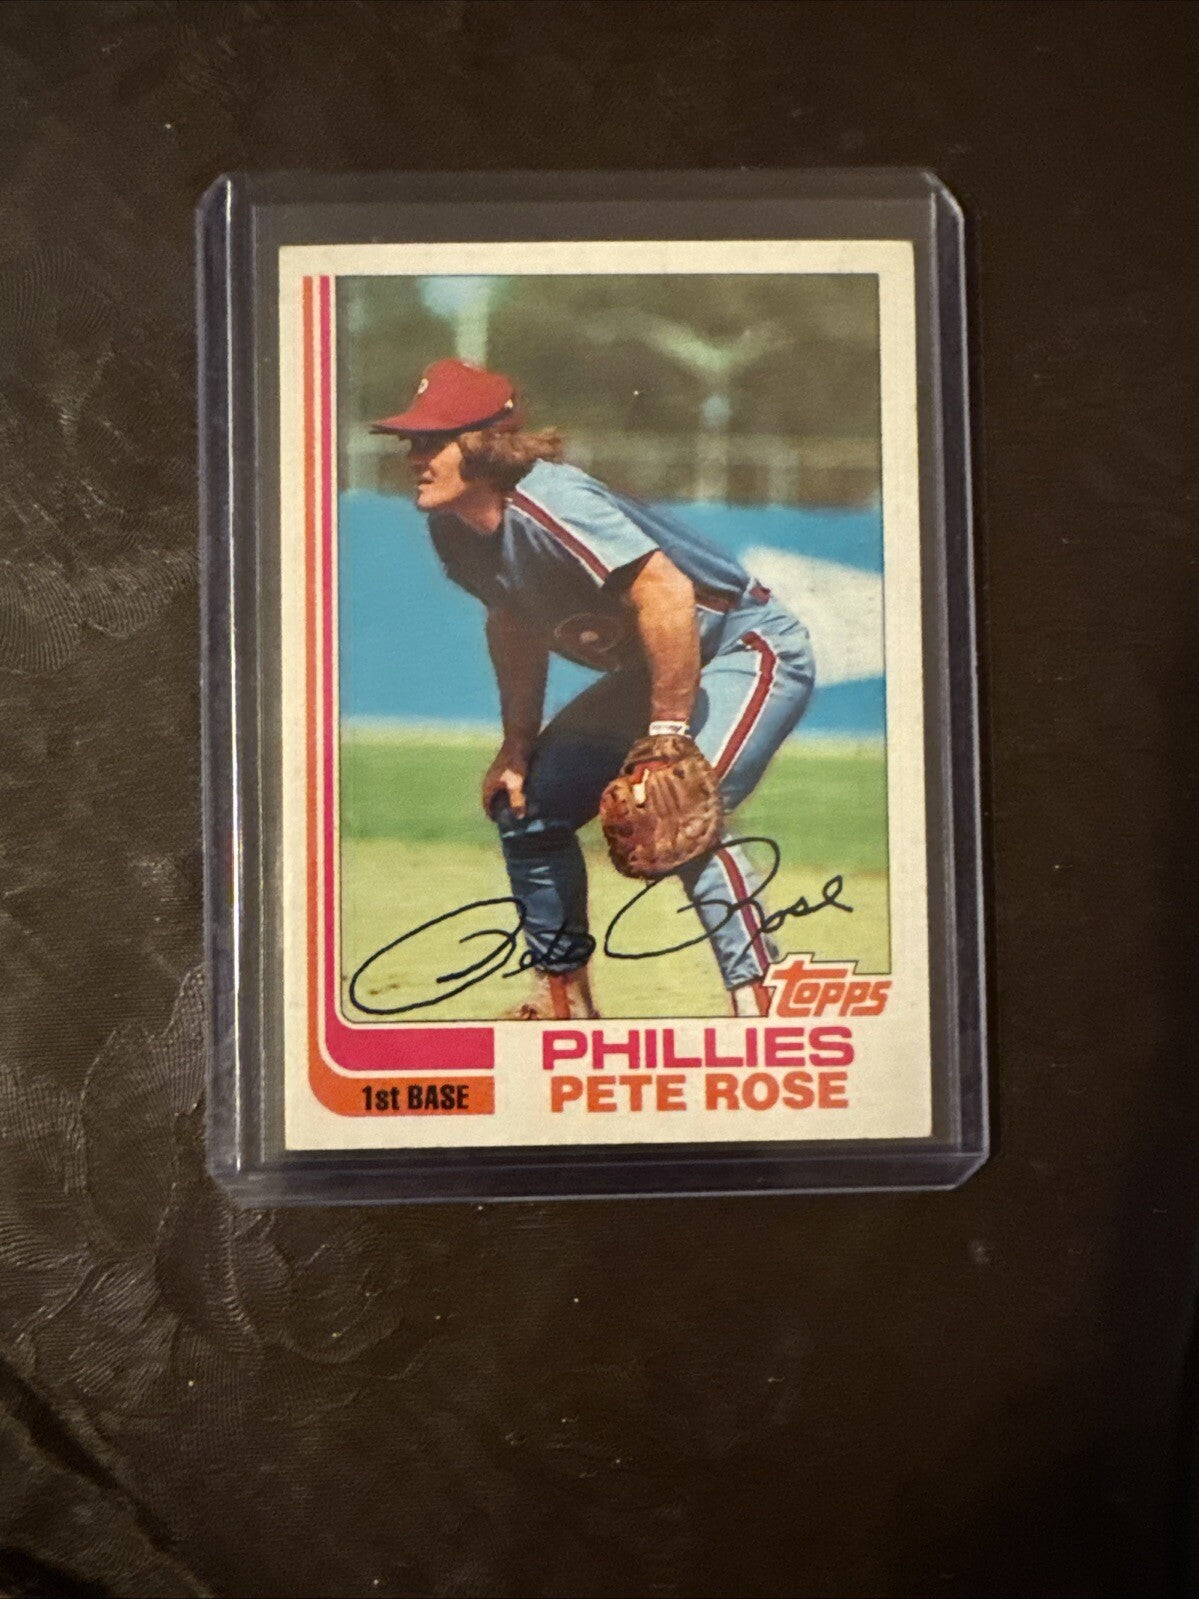 P
Pete Rose
TOPPS
PHILLIES
1st BASE
PETE ROSE